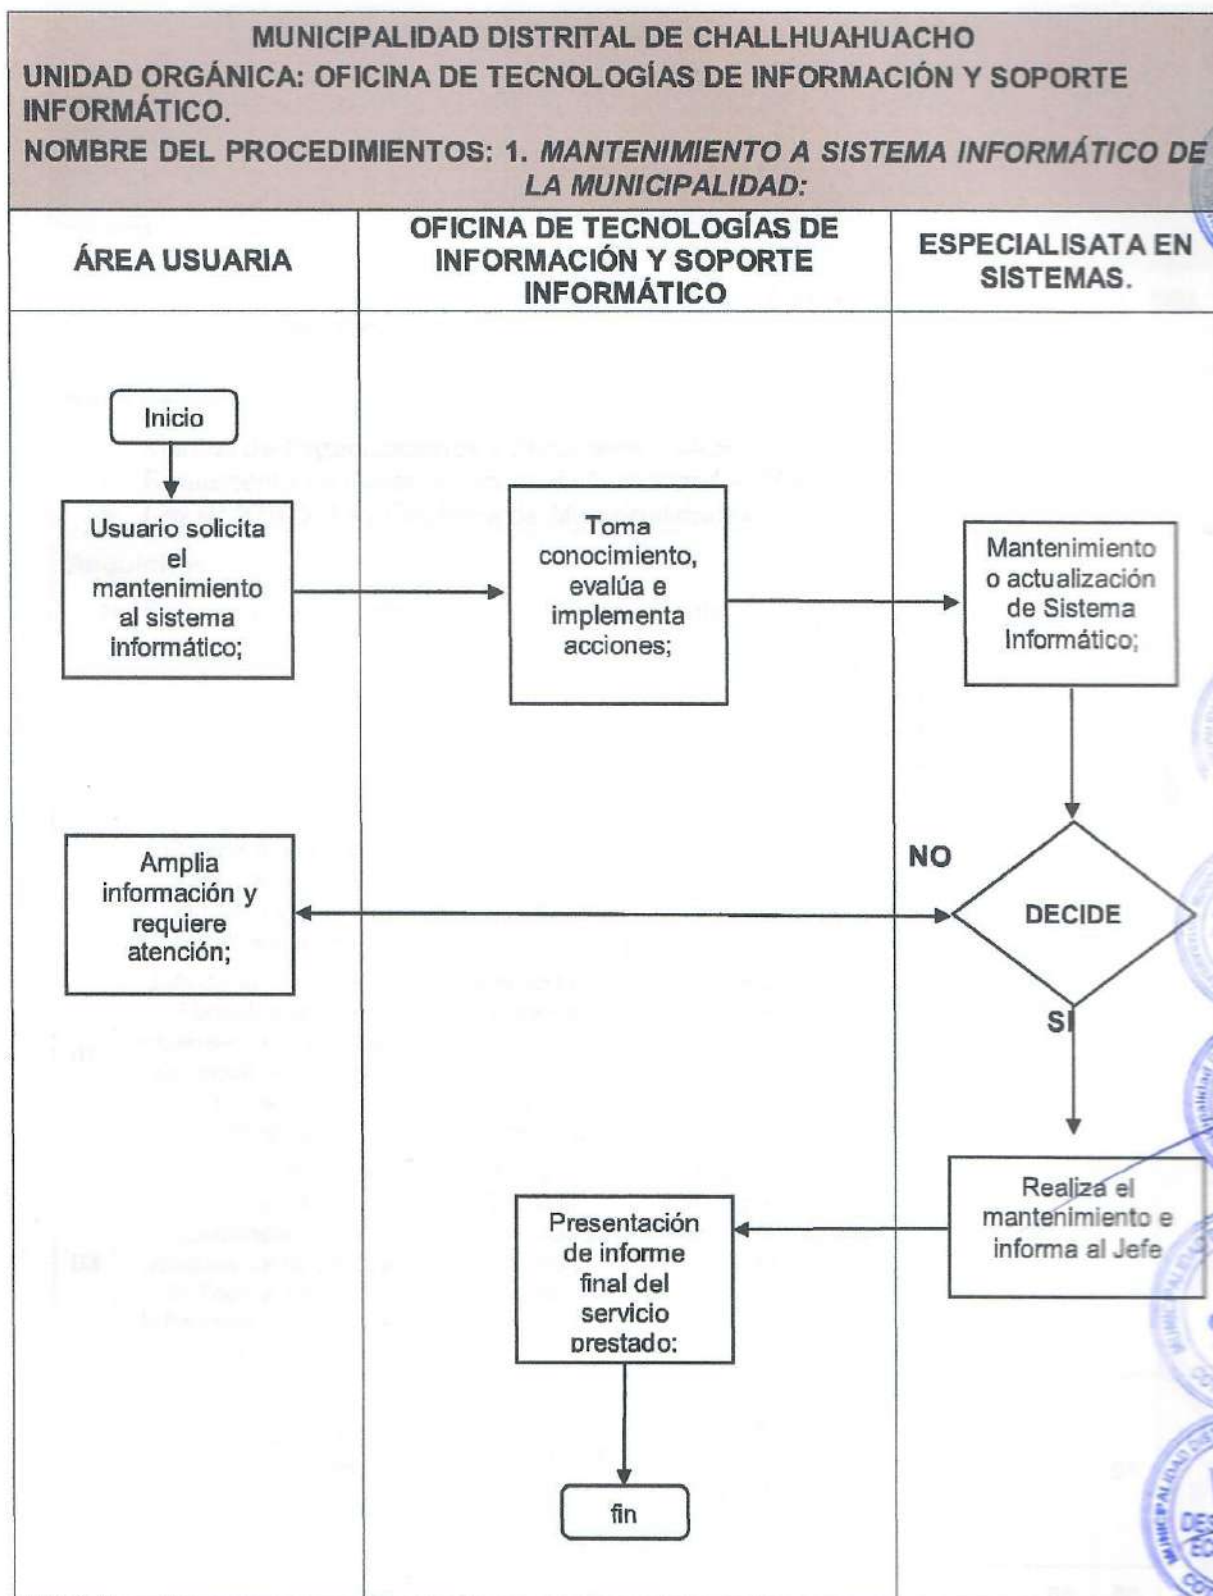 MUNICIPALIDAD DISTRITAL DE CHALLHUAHUACHO
UNIDAD ORGÁNICA: OFICINA DE TECNOLOGÍAS DE INFORMACIÓN Y SOPORTE
INFORMÁTICO.
NOMBRE DEL PROCEDIMIENTOS: 1. MANTENIMIENTO A SISTEMA INFORMÁTICO DE
LA MUNICIPALIDAD:
ÁREA USUARIA
OFICINA DE TECNOLOGÍAS DE
INFORMACIÓN Y SOPORTE
INFORMÁTICO
ESPECIALISATA EN
SISTEMAS.
Inicio
Usuario solicita
el
mantenimiento
al sistema
informático;
Toma
conocimiento,
evalúa e
implementa
acciones;
Mantenimiento
o actualización
de Sistema
Informático;
Amplia
información y
requiere
atención;
NO
DECIDE
SI
Realiza el
mantenimiento e
informa al Jefe
Presentación
de informe
final del
servicio
prestado;
fin